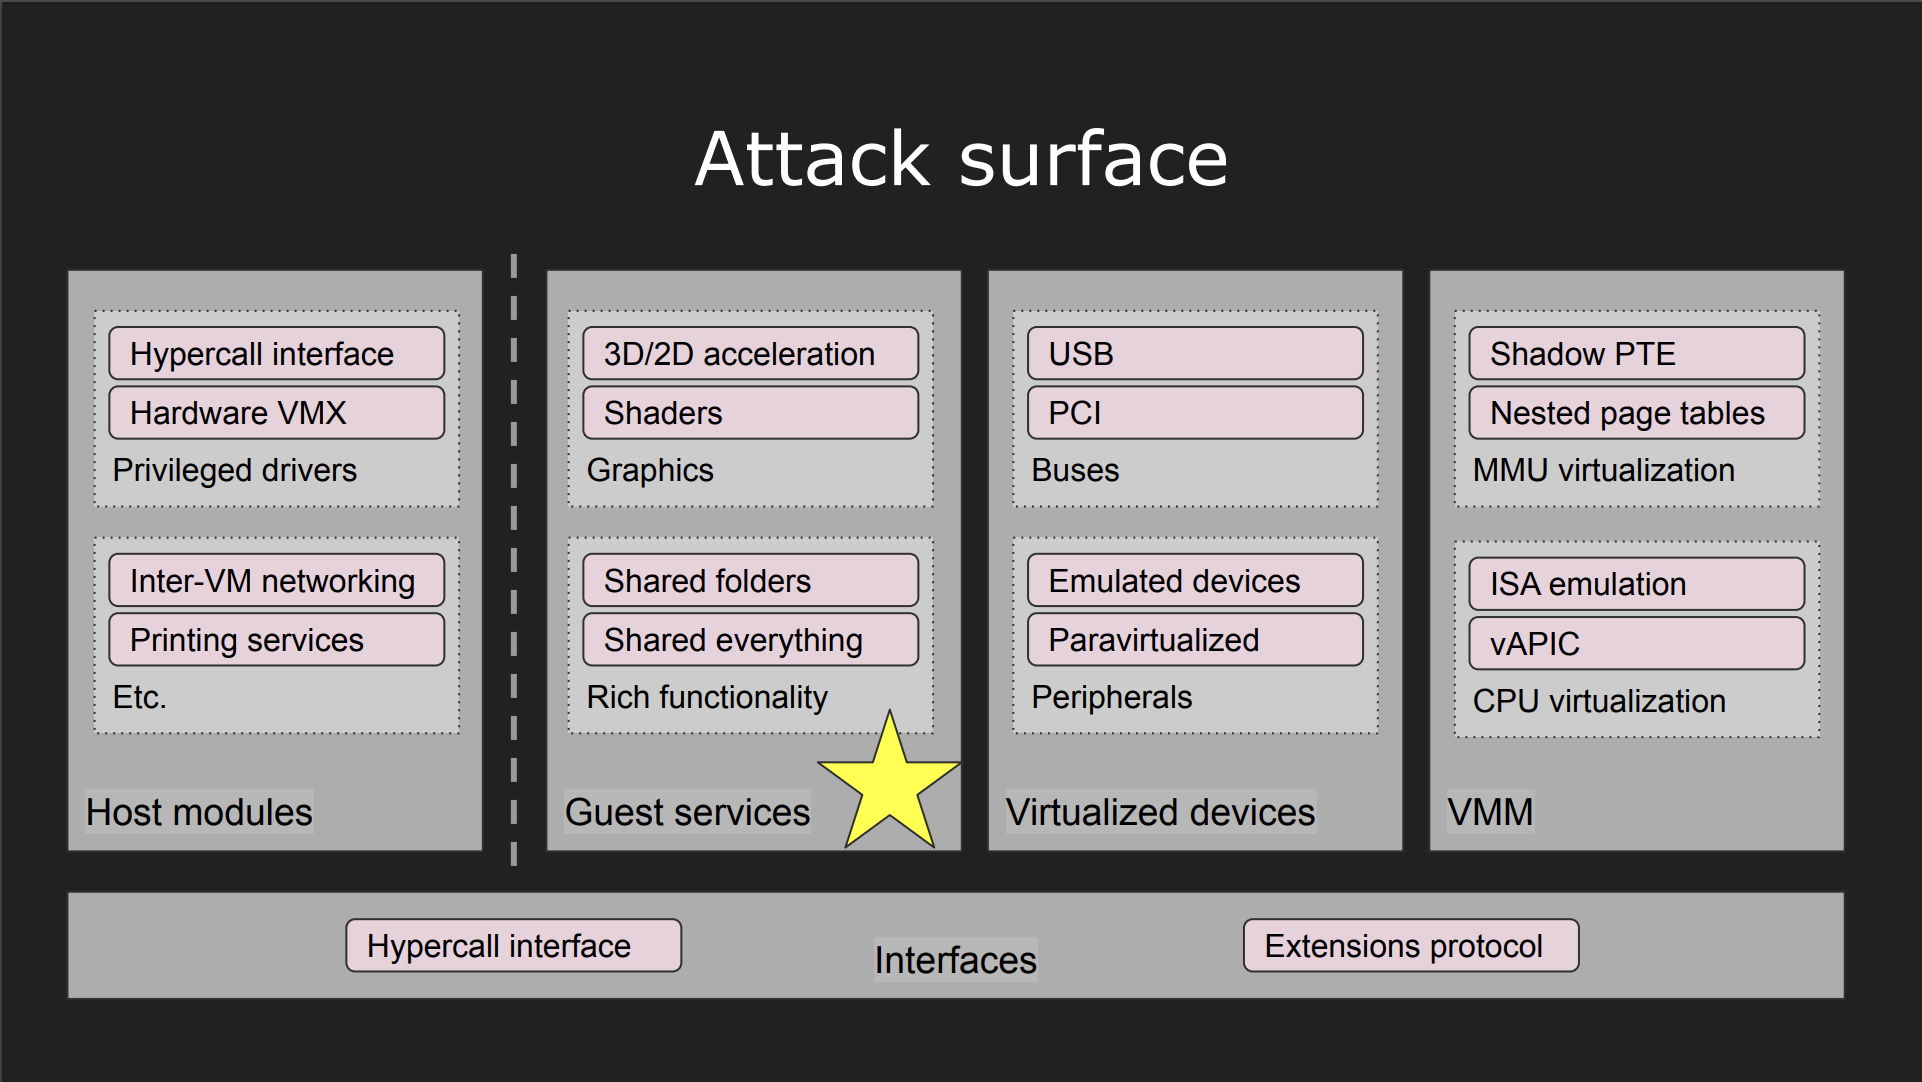 Attack surface
Hypercall interface
Hardware VMX
Privileged drivers
Inter-VM networking
Printing services
Etc.
Host modules
3D/2D acceleration
Shaders
Graphics
Shared folders
Shared everything
Rich functionality
Guest services
USB
PCI
Buses
Emulated devices
Paravirtualized
Peripherals
Virtualized devices
Shadow PTE
Nested page tables
MMU virtualization
ISA emulation
vAPIC
CPU virtualization
VMM
Hypercall interface
Interfaces
Extensions protocol